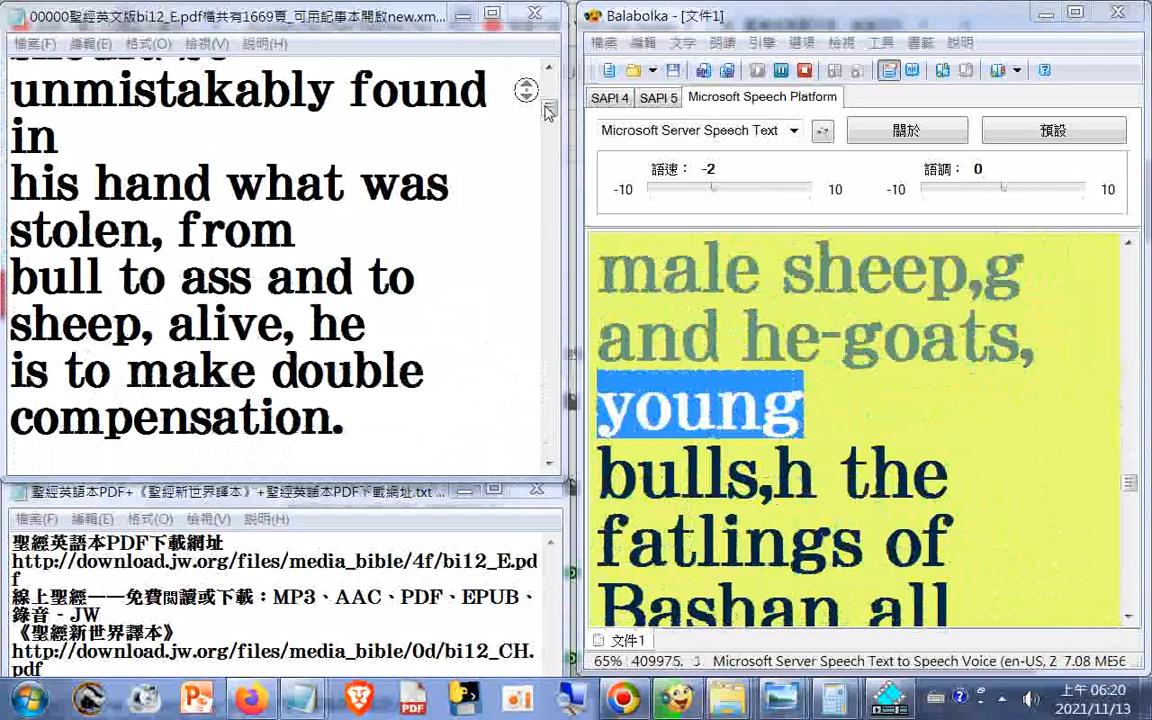 00000聖經英文版bi12_E.pdf檔共有1669頁_可用記事本開啟new.xm...
檔案(F) 編輯(E) 格式(O) 檢視(V) 說明(H)
unmistakably found
in
his hand what was
stolen, from
bull to ass and to
sheep, alive, he
is to make double
compensation.
聖經英語本PDF+《聖經新世界譯本》+聖經英語本PDF下載網址.txt ...
檔案(F) 編輯(E) 格式(O) 檢視(V) 說明(H)
聖經英語本PDF下載網址
http://download.jw.org/files/media_bible/4f/bi12_E.pd
f
線上聖經——免費閱讀或下載：MP3、AAC、PDF、EPUB、
錄音 - JW
《聖經新世界譯本》
http://download.jw.org/files/media_bible/0d/bi12_CH.
pdf
Balabolka - [文件1]
檔案 編輯 文字 朗讀 引擎 選項 檢視 工具 書籤 說明
SAPI 4 SAPI 5 Microsoft Speech Platform
Microsoft Server Speech Text
關於
預設
語速： -2
語調： 0
-10 10 -10 10
male sheep,g
and he-goats,
young
bulls,h the
fatlings of
Bashan all
文件1
65% 409975. Microsoft Server Speech Text to Speech Voice (en-US, Z 7.08 ME56
PDF
上午 06:20
2021/11/13